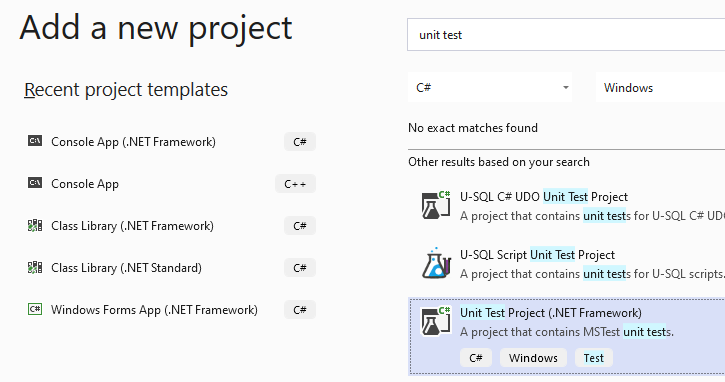 Add a new project
unit test
Recent project templates
C#
Windows
No exact matches found
Console App (.NET Framework)
C#
Other results based on your search
Console App
C++
U-SQL C# UDO Unit Test Project
A project that contains unit tests for U-SQL C# UDO
Class Library (.NET Framework)
C#
U-SQL Script Unit Test Project
A project that contains unit tests for U-SQL scripts.
Class Library (.NET Standard)
C#
Windows Forms App (.NET Framework)
C#
Unit Test Project (.NET Framework)
A project that contains MSTest unit tests.
C#
Windows
Test